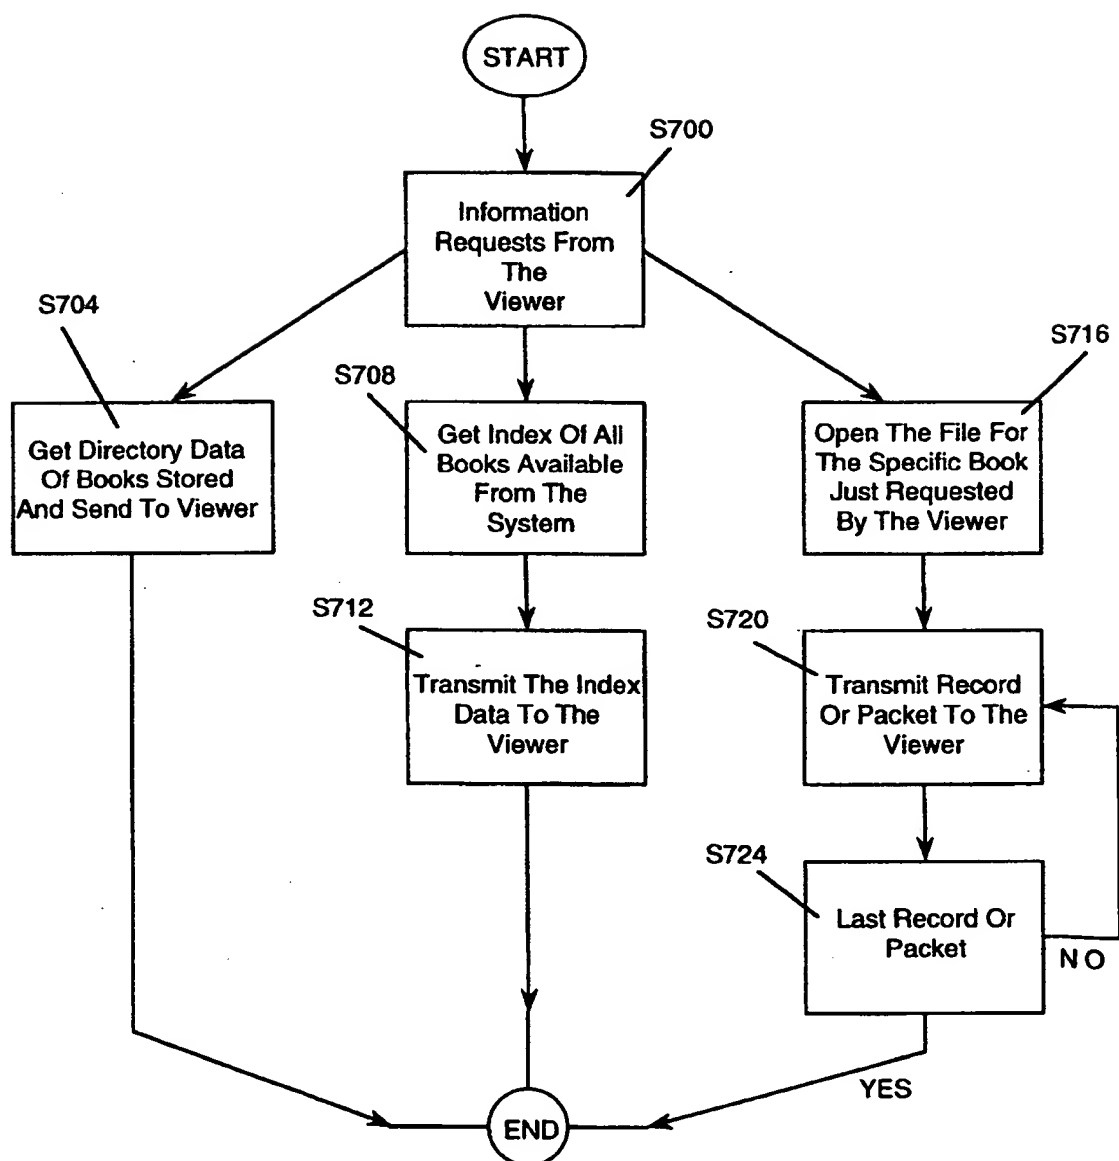 START
S700
Information
Requests From
The
Viewer
S704
Get Directory Data
Of Books Stored
And Send To Viewer
S708
Get Index Of All
Books Available
From The
System
S716
Open The File For
The Specific Book
Just Requested
By The Viewer
S712
Transmit The Index
Data To The
Viewer
S720
Transmit Record
Or Packet To The
Viewer
S724
Last Record Or
Packet
NO
YES
END